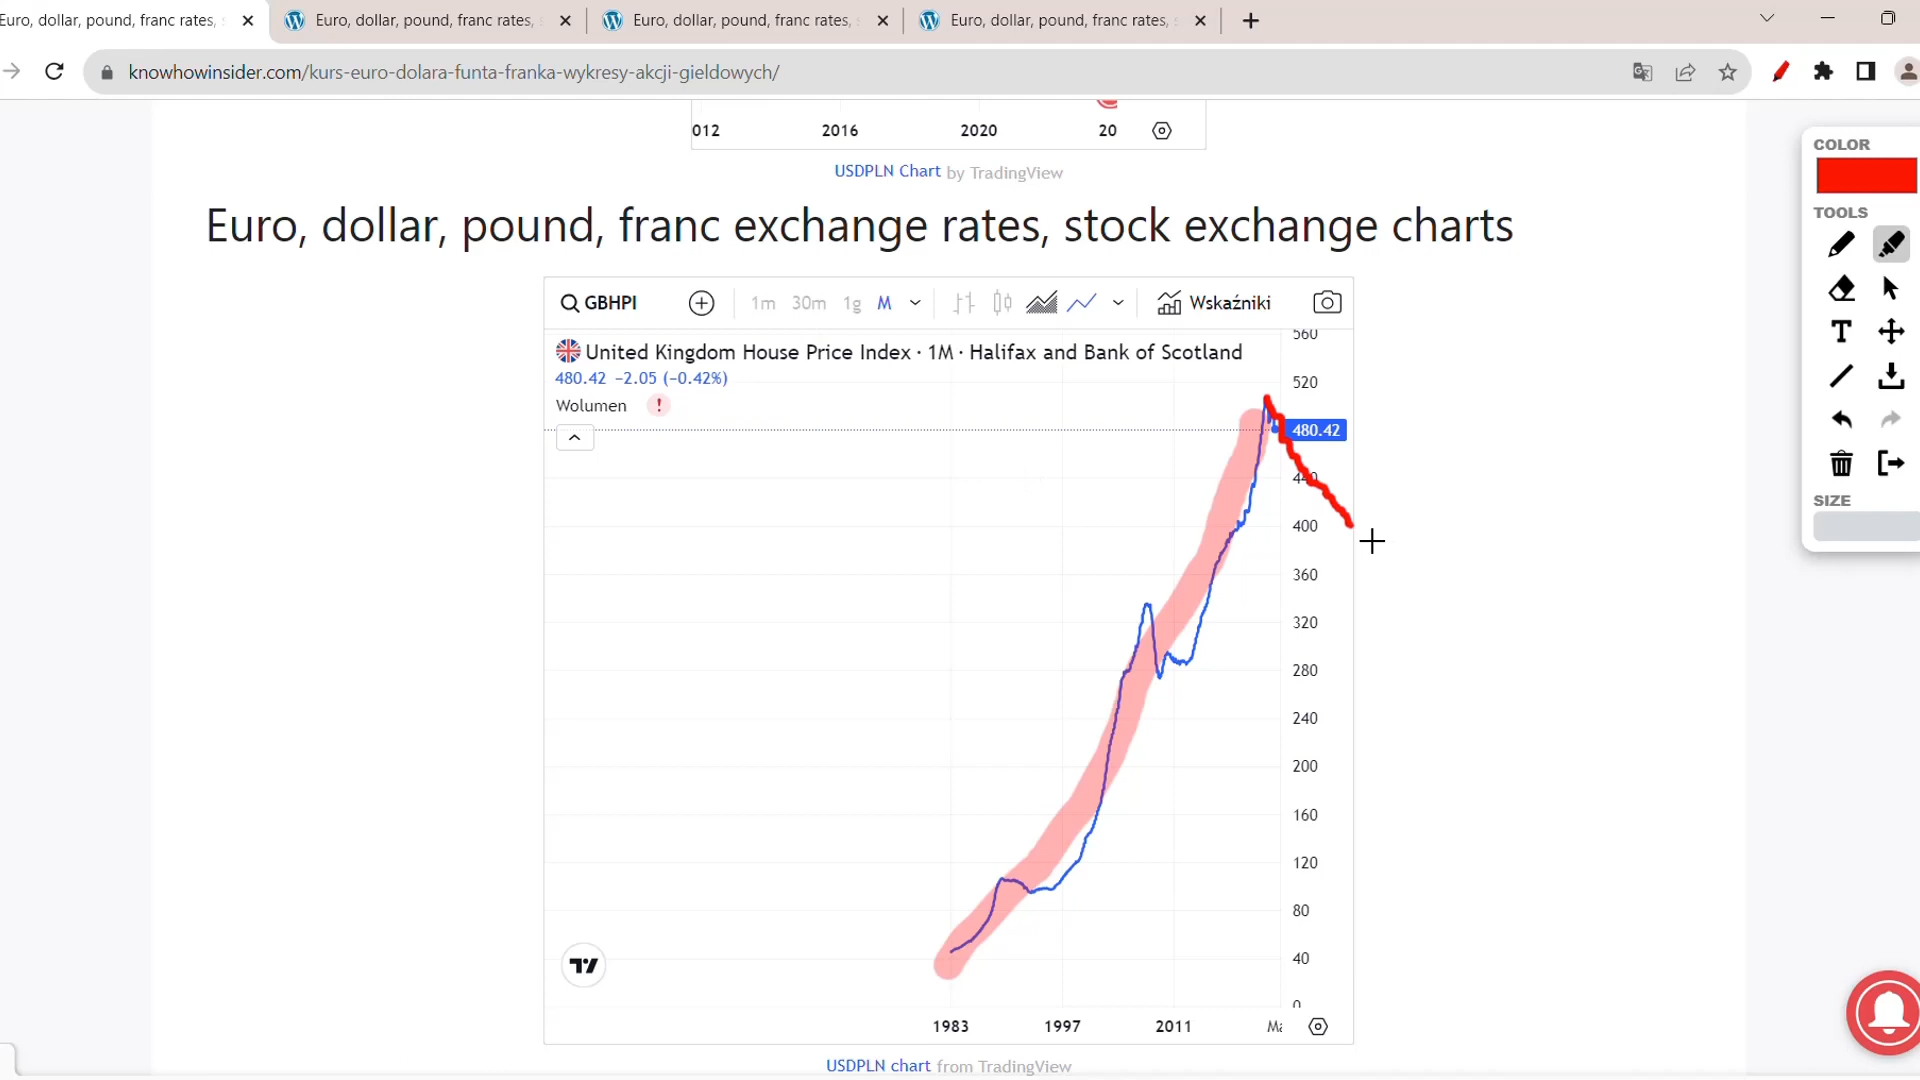 Euro, dollar, pound, franc rates,
Euro, dollar, pound, franc rates,
Euro, dollar, pound, franc rates,
Euro, dollar, pound, franc rates,
knowhowinsider.com/kurs-euro-dolara-funta-franka-wykresy-akcji-gieldowych/
012 2016 2020 20
USDPLN Chart by TradingView
Euro, dollar, pound, franc exchange rates, stock exchange charts
GBHPI 1m 30m 1g M Wskaźniki
United Kingdom House Price Index · 1M · Halifax and Bank of Scotland
480.42 −2.05 (−0.42%)
Wolumen !
560
520
480.42
440
400
360
320
280
240
200
160
120
80
40
0
1983 1997 2011 Ma
USDPLN chart from TradingView
COLOR
TOOLS
T
SIZE